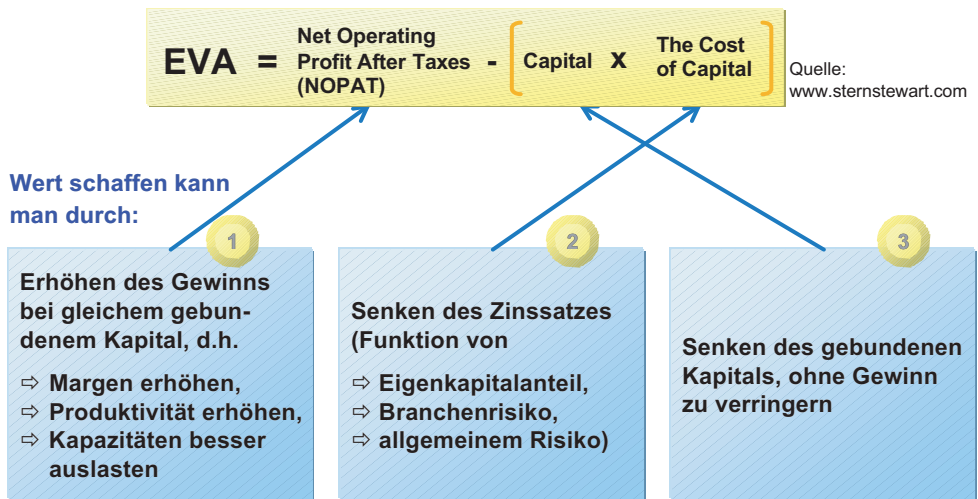 EVA = Net Operating
Profit After Taxes
(NOPAT) - [ Capital x The Cost
of Capital ]
Quelle:
www.sternstewart.com
Wert schaffen kann
man durch:
1
Erhöhen des Gewinns
bei gleichem gebun-
denem Kapital, d.h.
⇨ Margen erhöhen,
⇨ Produktivität erhöhen,
⇨ Kapazitäten besser
auslasten
2
Senken des Zinssatzes
(Funktion von
⇨ Eigenkapitalanteil,
⇨ Branchenrisiko,
⇨ allgemeinem Risiko)
3
Senken des gebundenen
Kapitals, ohne Gewinn
zu verringern